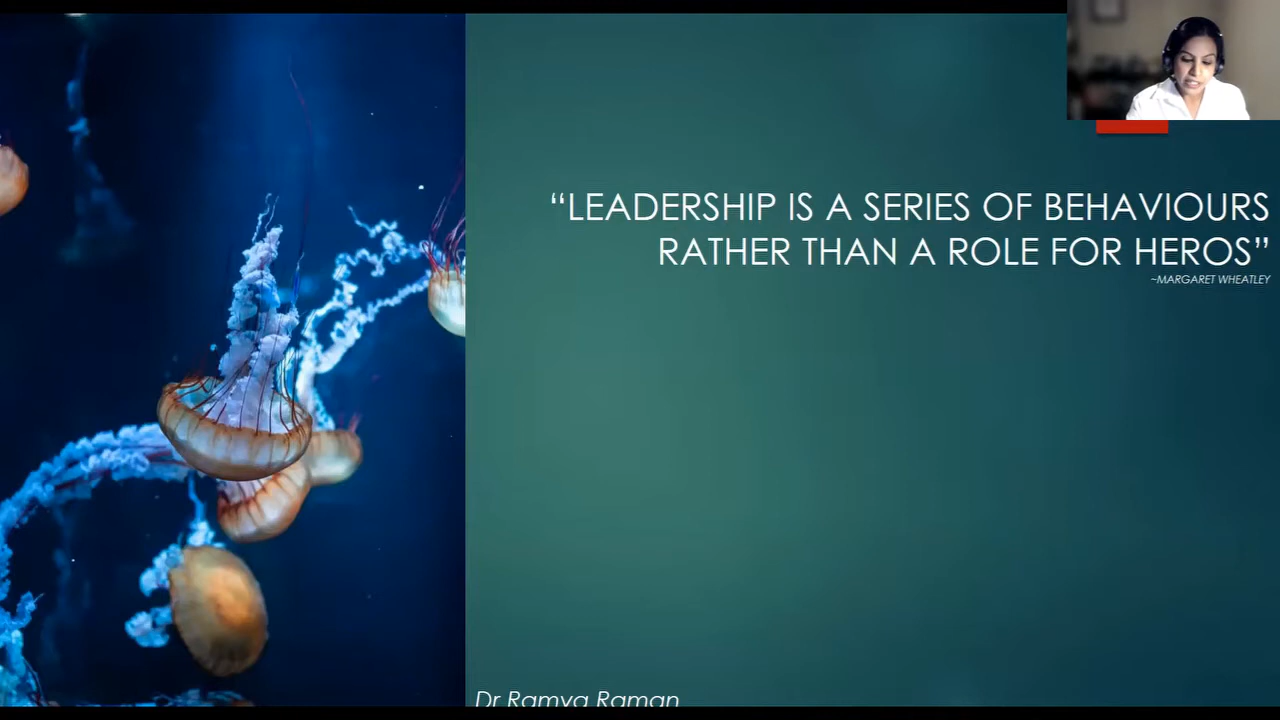 “LEADERSHIP IS A SERIES OF BEHAVIOURS
RATHER THAN A ROLE FOR HEROS”
~MARGARET WHEATLEY
Dr Ramya Raman